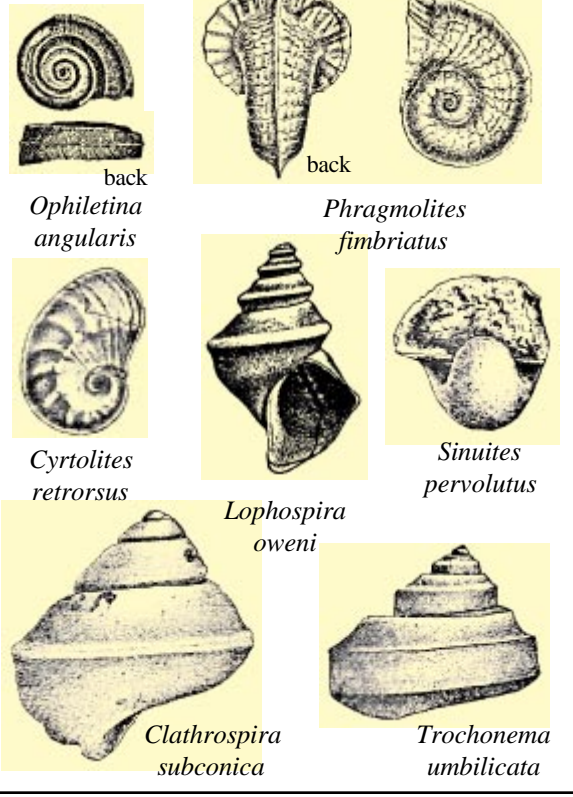 back
back
Ophiletina
angularis
Phragmolites
fimbriatus
Cyrtolites
retrorsus
Lophospira
oweni
Sinuites
pervolutus
Clathrospira
subconica
Trochonema
umbilicata